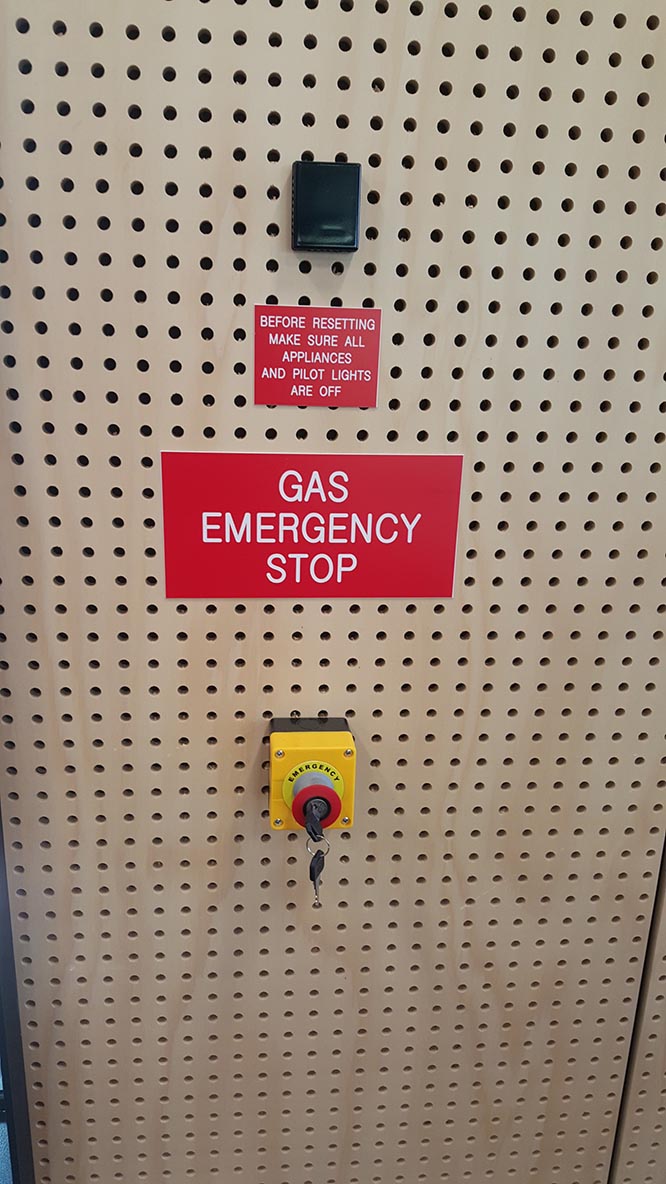 BEFORE RESETTING
MAKE SURE ALL
APPLIANCES
AND PILOT LIGHTS
ARE OFF
GAS
EMERGENCY
STOP
EMERGENCY